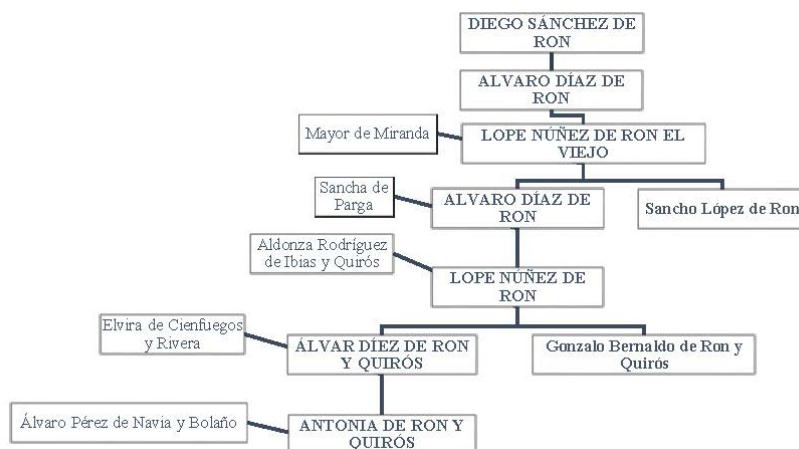 DIEGO SÁNCHEZ DE
RON
ALVARO DÍAZ DE
RON
Mayor de Miranda
LOPE NÚÑEZ DE RON EL
VIEJO
Sancha de
Parga
ALVARO DÍAZ DE
RON
Sancho López de Ron
Aldonza Rodríguez
de Ibias y Quirós
LOPE NÚÑEZ DE
RON
Elvira de Cienfuegos
y Rivera
ÁLVAR DÍEZ DE RON
Y QUIRÓS
Gonzalo Bernaldo de Ron y
Quirós
Álvaro Pérez de Navia y Bolaño
ANTONIA DE RON Y
QUIRÓS